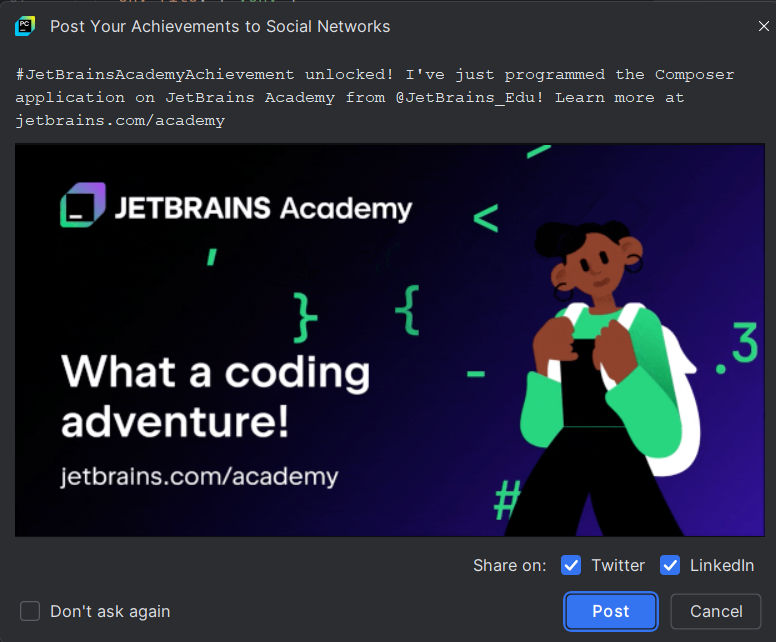 Post Your Achievements to Social Networks
#JetBrainsAcademyAchievement unlocked! I've just programmed the Composer
application on JetBrains Academy from @JetBrains_Edu! Learn more at
jetbrains.com/academy
JETBRAINS Academy
<
>
,
}
{
-
.3
#
What a coding
adventure!
jetbrains.com/academy
Share on: Twitter LinkedIn
Don't ask again Post Cancel